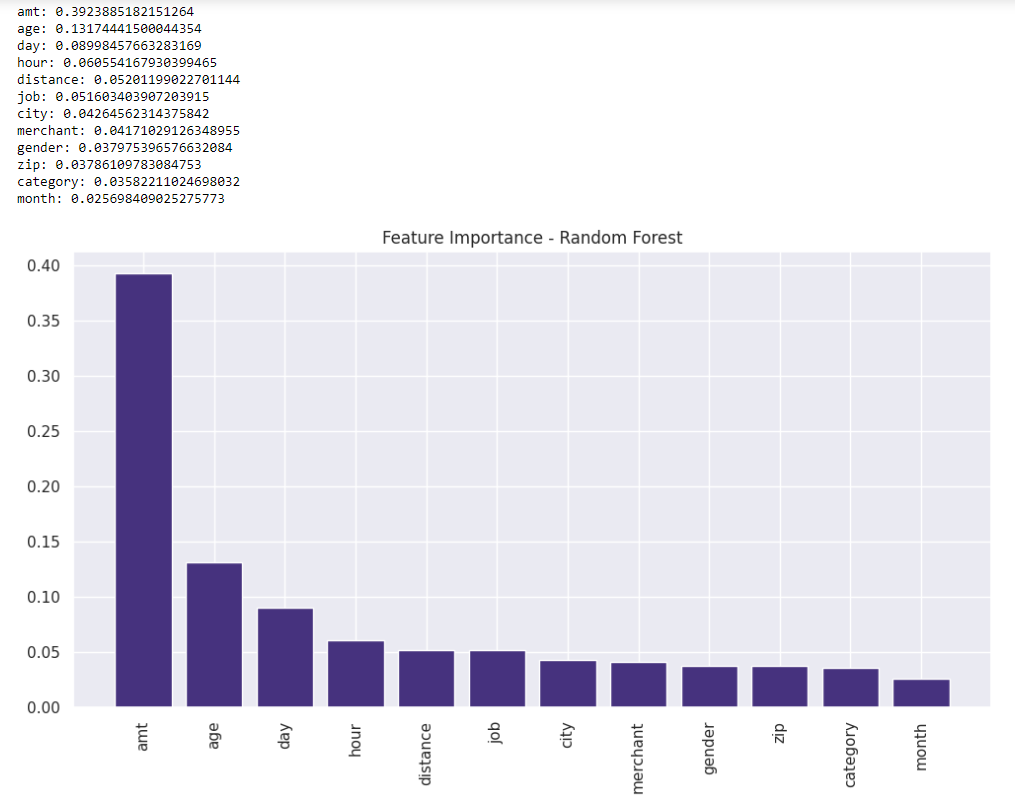 amt: 0.3923885182151264
age: 0.13174441500044354
day: 0.08998457663283169
hour: 0.060554167930399465
distance: 0.05201199022701144
job: 0.051603403907203915
city: 0.04264562314375842
merchant: 0.04171029126348955
gender: 0.037975396576632084
zip: 0.03786109783084753
category: 0.03582211024698032
month: 0.025698409025275773
Feature Importance - Random Forest
0.40
0.35
0.30
0.25
0.20
0.15
0.10
0.05
0.00
amt
age
day
hour
distance
job
city
merchant
gender
zip
category
month